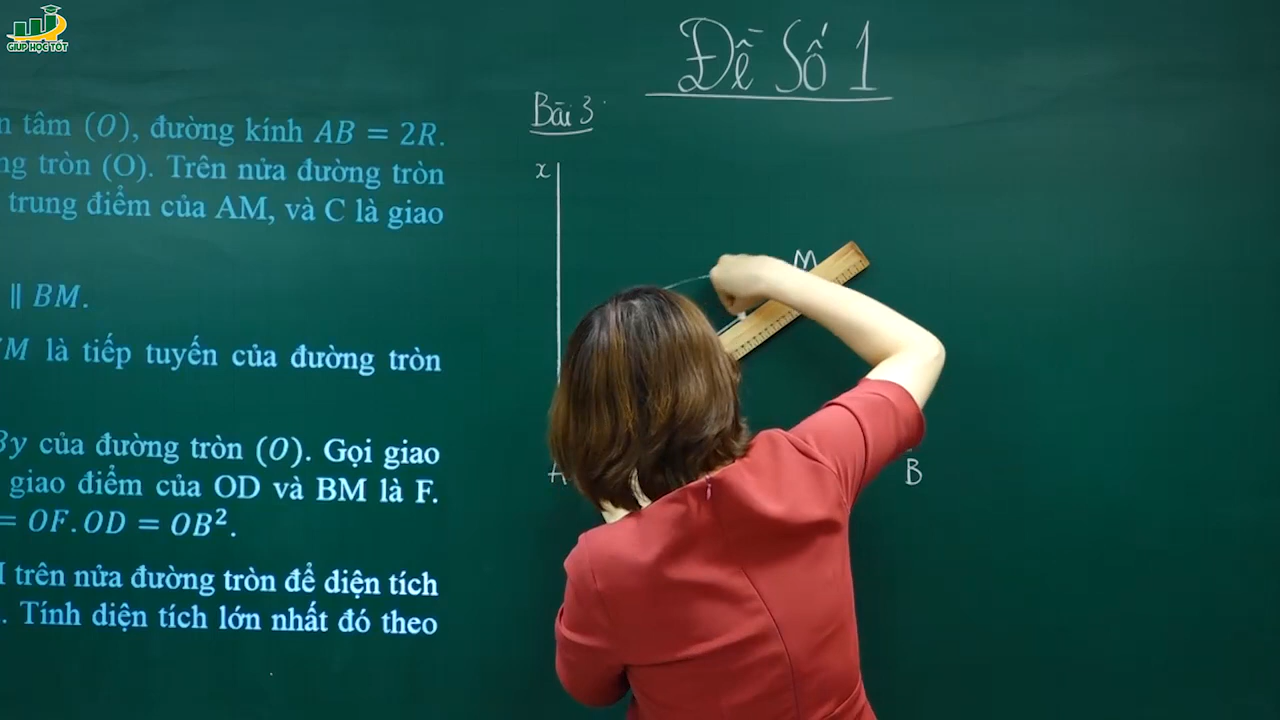 GIÚP HỌC TỐT
Đề Số 1
Bài 3
n tâm (O), đường kính AB = 2R.
ng tròn (O). Trên nửa đường tròn
trung điểm của AM, và C là giao
∥ BM.
M là tiếp tuyến của đường tròn
By của đường tròn (O). Gọi giao
giao điểm của OD và BM là F.
= OF.OD = OB².
trên nửa đường tròn để diện tích
. Tính diện tích lớn nhất đó theo
x
M
A
B